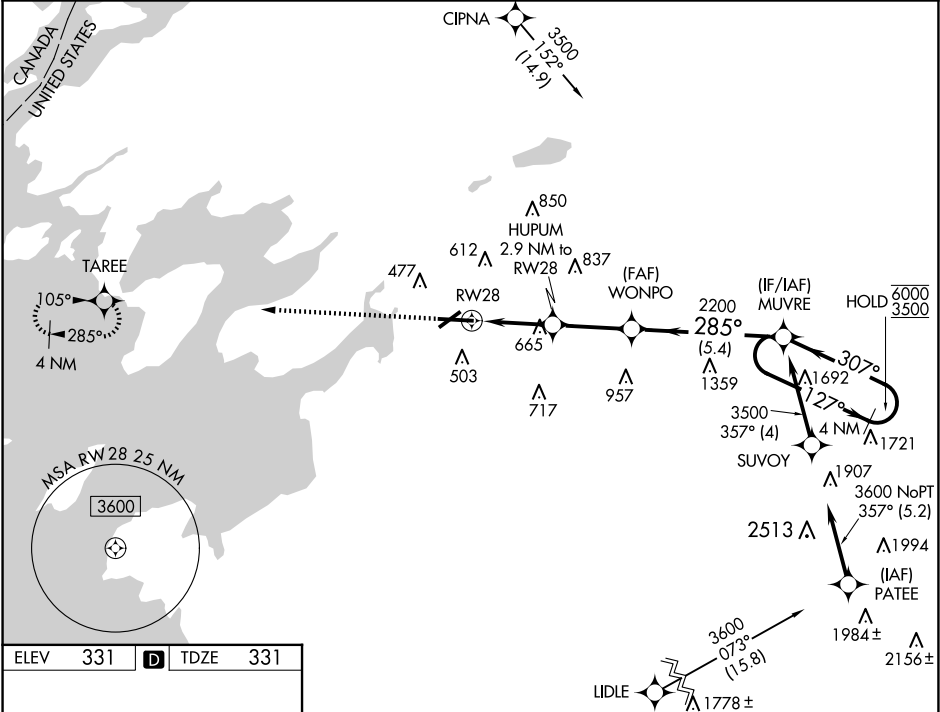 CIPNA
3500
152°
(14.9)
CANADA
UNITED STATES
850
HUPUM
2.9 NM to
RW28
612
837
477
TAREE
105°
285°
4 NM
RW28
(FAF)
WONPO
2200
285°
(5.4)
(IF/IAF)
MUVRE
HOLD 6000
3500
307°
127°
4 NM
665
503
717
957
1359
1692
3500
357° (4)
1721
SUVOY
1907
3600 NoPT
357° (5.2)
MSA RW28 25 NM
3600
2513
1994
(IAF)
PATEE
1984±
2156±
3600
073°
(15.8)
LIDLE
1778±
ELEV 331 D TDZE 331